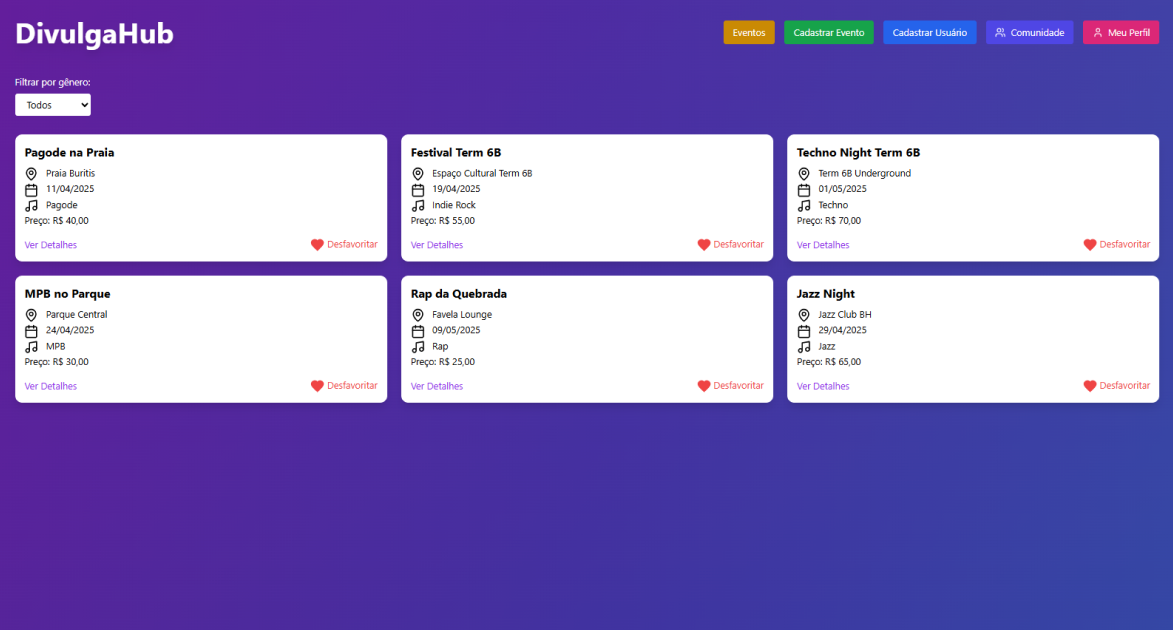 DivulgaHub
Eventos
Cadastrar Evento
Cadastrar Usuário
Comunidade
Meu Perfil
Filtrar por gênero:
Todos
Pagode na Praia
Praia Buritis
11/04/2025
Pagode
Preço: R$ 40,00
Ver Detalhes
Desfavoritar
Festival Term 6B
Espaço Cultural Term 6B
19/04/2025
Indie Rock
Preço: R$ 55,00
Ver Detalhes
Desfavoritar
Techno Night Term 6B
Term 6B Underground
01/05/2025
Techno
Preço: R$ 70,00
Ver Detalhes
Desfavoritar
MPB no Parque
Parque Central
24/04/2025
MPB
Preço: R$ 30,00
Ver Detalhes
Desfavoritar
Rap da Quebrada
Favela Lounge
09/05/2025
Rap
Preço: R$ 25,00
Ver Detalhes
Desfavoritar
Jazz Night
Jazz Club BH
29/04/2025
Jazz
Preço: R$ 65,00
Ver Detalhes
Desfavoritar